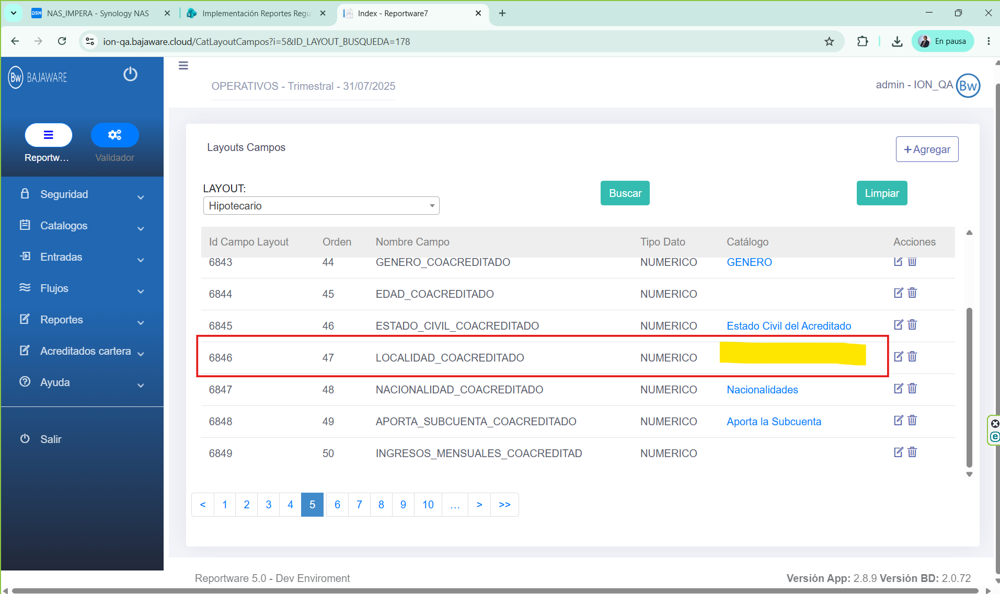 NAS_IMPERA - Synology NAS
Implementación Reportes Regu
Index - Reportware7
ion-qa.bajaware.cloud/CatLayoutCampos?i=5&ID_LAYOUT_BUSQUEDA=178
En pausa
Bw BAJAWARE
OPERATIVOS - Trimestral - 31/07/2025
admin - ION_QA Bw
Reportw...
Validador
Seguridad
Catalogos
Entradas
Flujos
Reportes
Acreditados cartera
Ayuda
Salir
Layouts Campos
+Agregar
LAYOUT:
Hipotecario
Buscar
Limpiar
Id Campo Layout Orden Nombre Campo Tipo Dato Catálogo Acciones
6843 44 GENERO_COACREDITADO NUMERICO GENERO
6844 45 EDAD_COACREDITADO NUMERICO
6845 46 ESTADO_CIVIL_COACREDITADO NUMERICO Estado Civil del Acreditado
6846 47 LOCALIDAD_COACREDITADO NUMERICO
6847 48 NACIONALIDAD_COACREDITADO NUMERICO Nacionalidades
6848 49 APORTA_SUBCUENTA_COACREDITADO NUMERICO Aporta la Subcuenta
6849 50 INGRESOS_MENSUALES_COACREDITAD NUMERICO
< 1 2 3 4 5 6 7 8 9 10 ... > >>
Reportware 5.0 - Dev Enviroment
Versión App: 2.8.9 Versión BD: 2.0.72